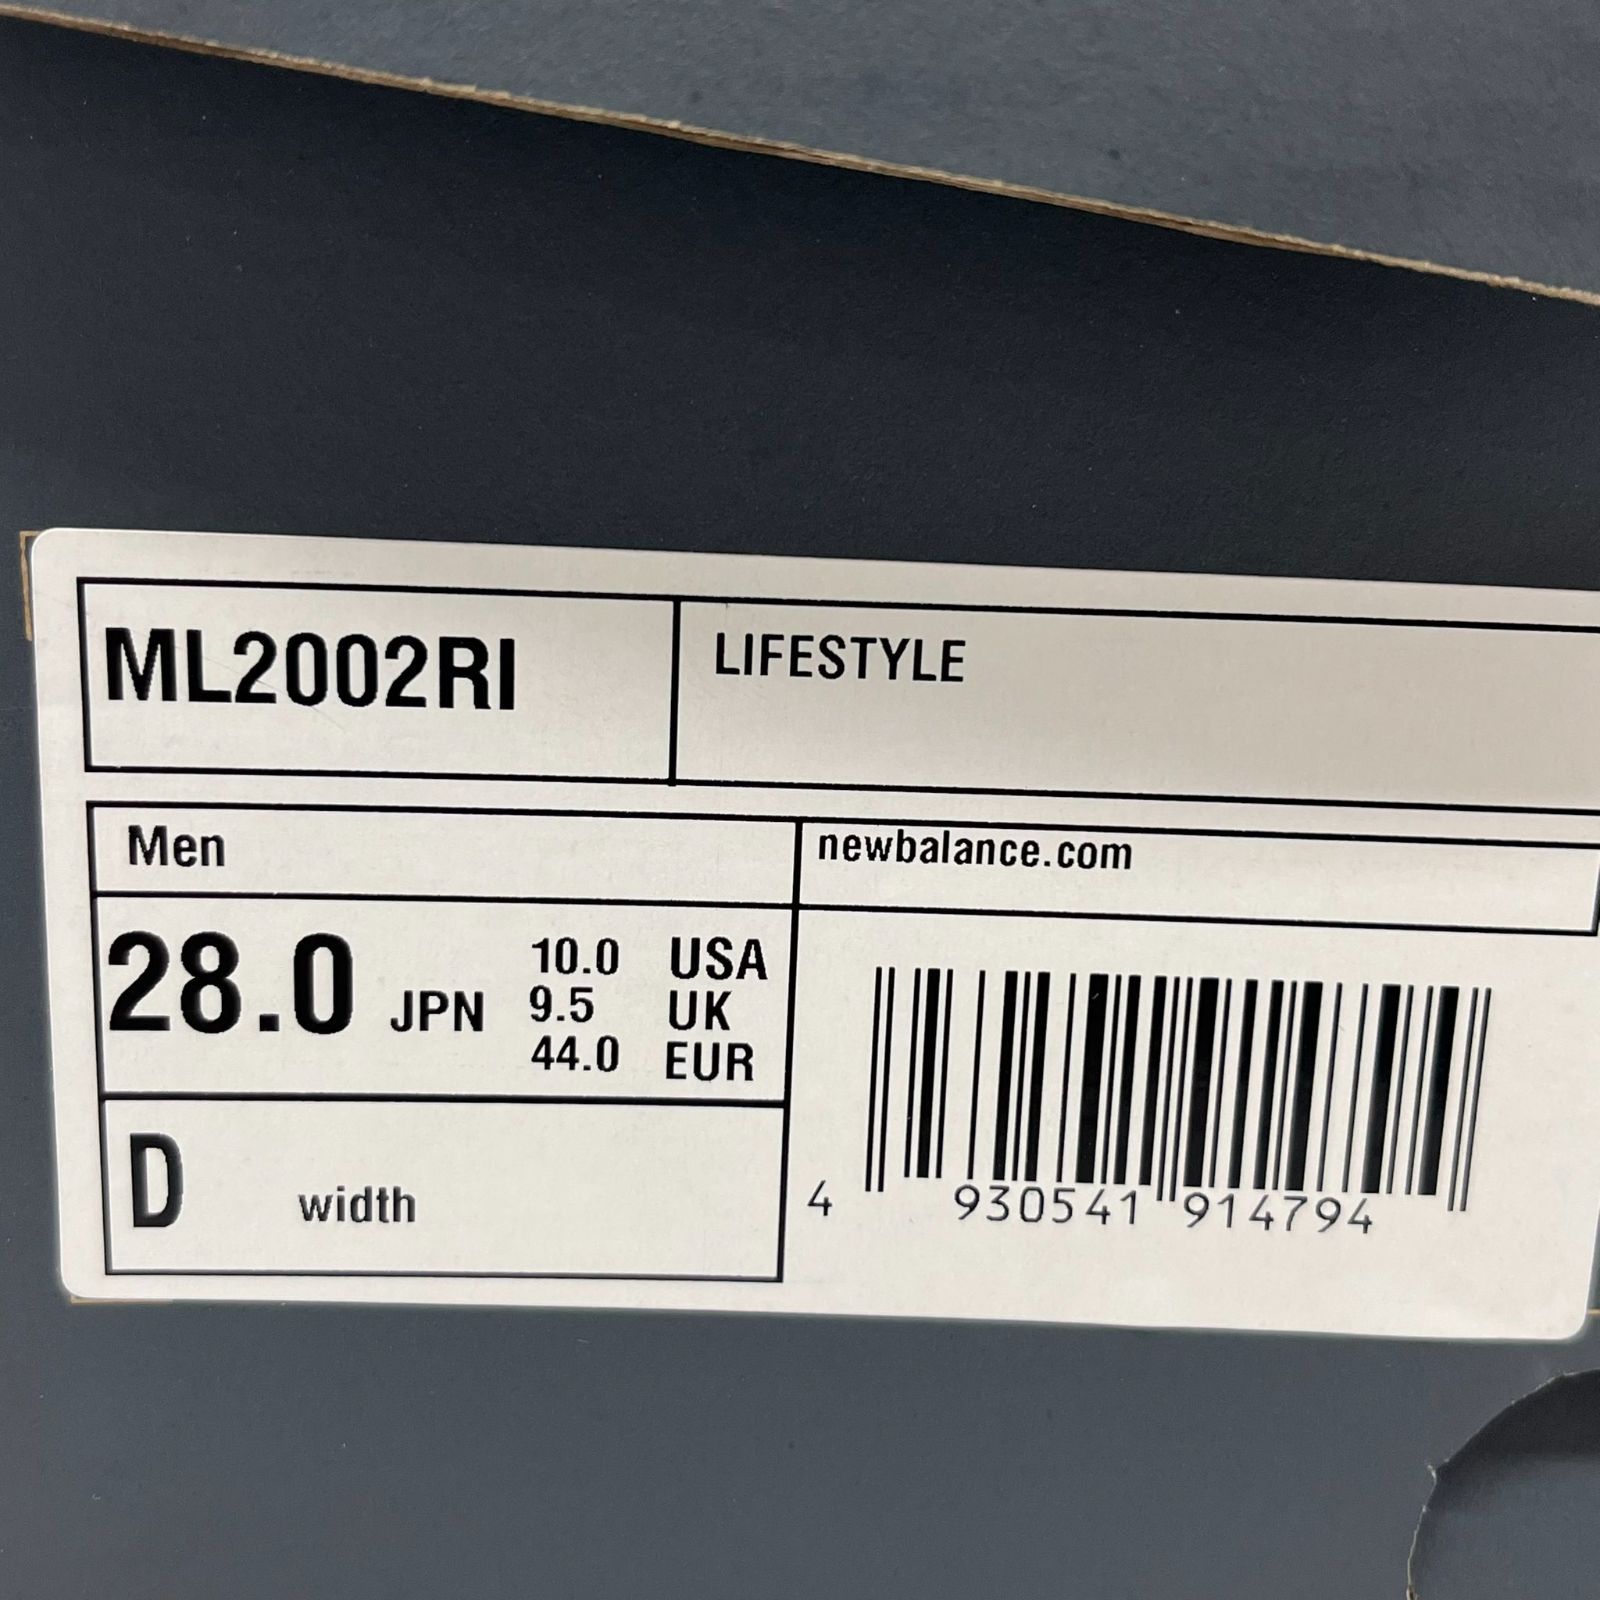 ML2002RI
LIFESTYLE
Men
newbalance.com
28.0 JPN
10.0 USA
9.5 UK
44.0 EUR
D width
4 930541 914794